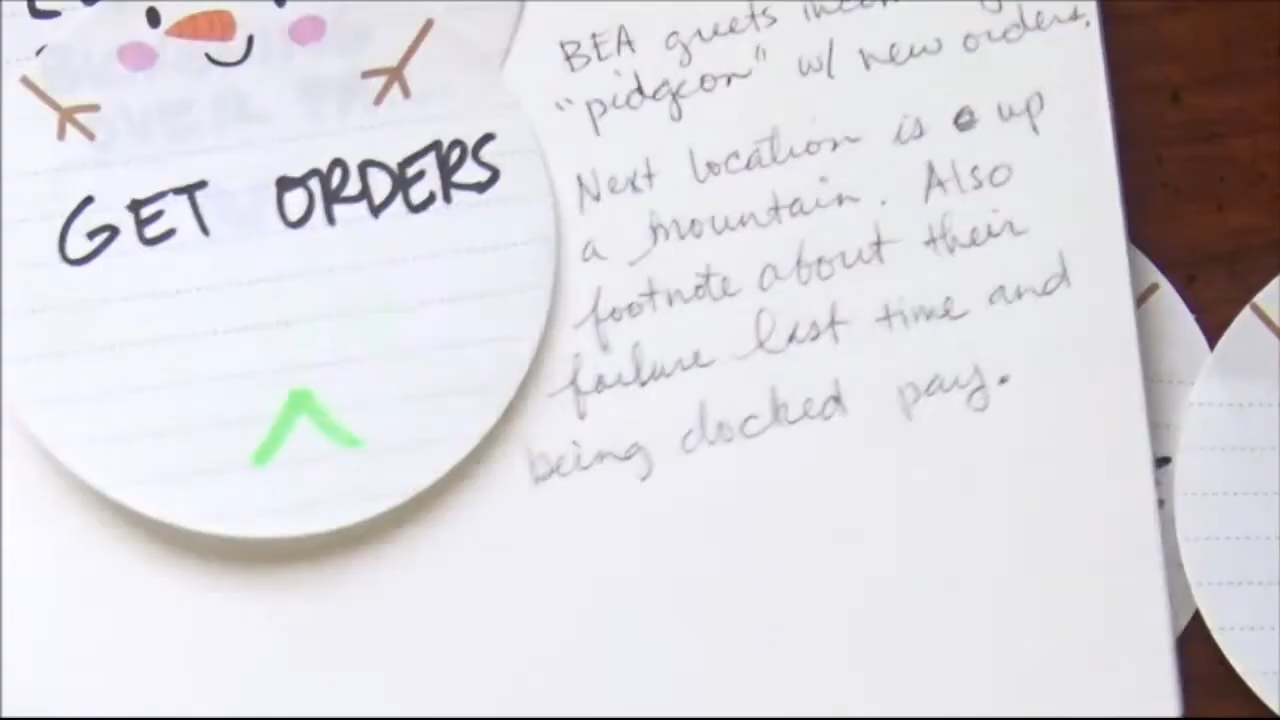 GET ORDERS
BEA greets
"pidgeon" w/ new orders.
Next location is up
a mountain. Also
footnote about their
failure last time and
being docked pay.